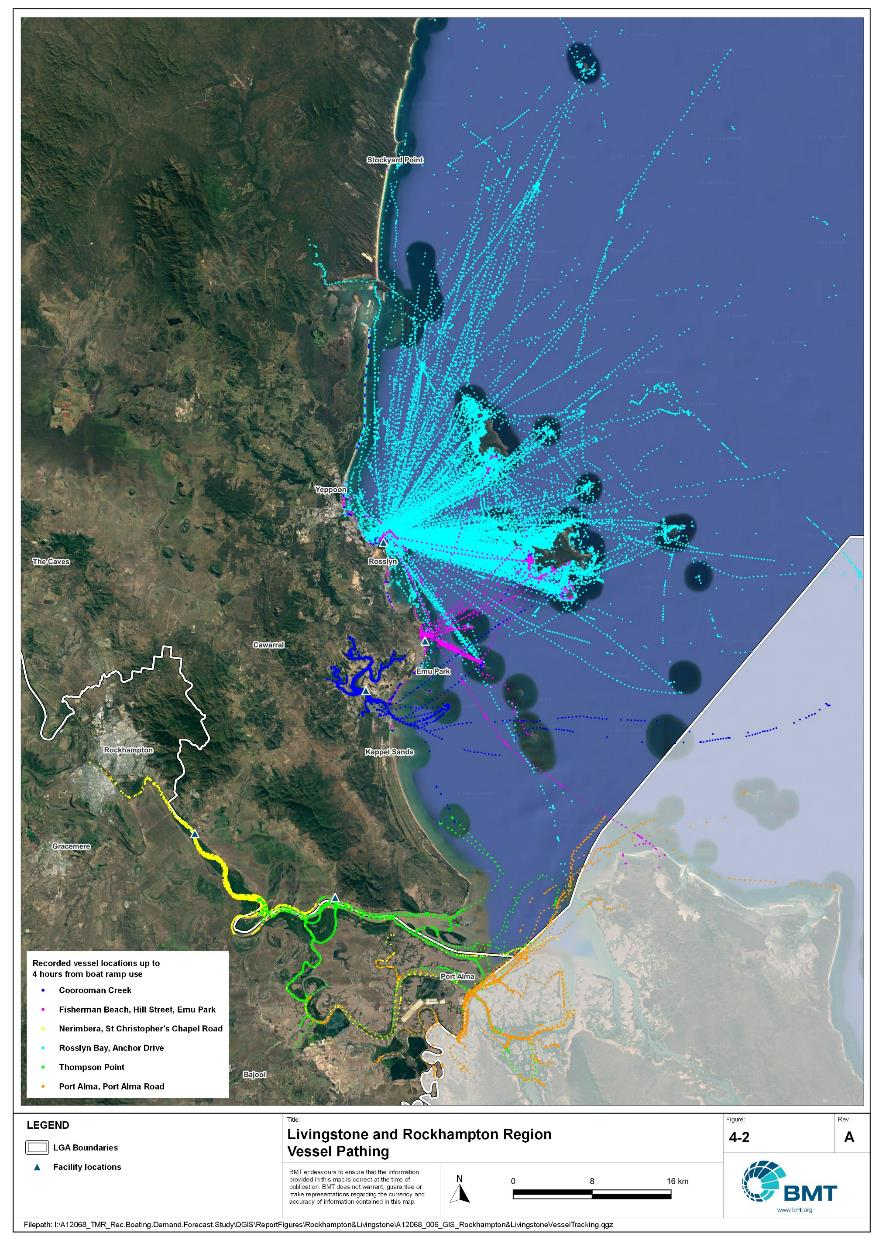 Stockyard Point
Yeppoon
Rosslyn
The Caves
Cawarral
Emu Park
Rockhampton
Keppel Sands
Gracemere
Port Alma
Bajool
Recorded vessel locations up to
4 hours from boat ramp use
Coorooman Creek
Fisherman Beach, Hill Street, Emu Park
Nerimbera, St Christopher's Chapel Road
Rosslyn Bay, Anchor Drive
Thompson Point
Port Alma, Port Alma Road
LEGEND
LGA Boundaries
Facility locations
Title:
Livingstone and Rockhampton Region
Vessel Pathing
BMT endeavours to ensure that the information
provided in this map is correct at the time of
publication. BMT does not warrant, guarantee or
make representations regarding the currency and
accuracy of information contained in this map.
N
0 8 16 km
Figure:
4-2
Rev
A
BMT
www.bmt.org
Filepath: I:\A12068_TMR_Rec.Boating.Demand.Forecast.Study\QGIS\ReportFigures\Rockhampton&Livingstone\A12068_006_GIS_Rockhampton&LivingstoneVesselTracking.qgz